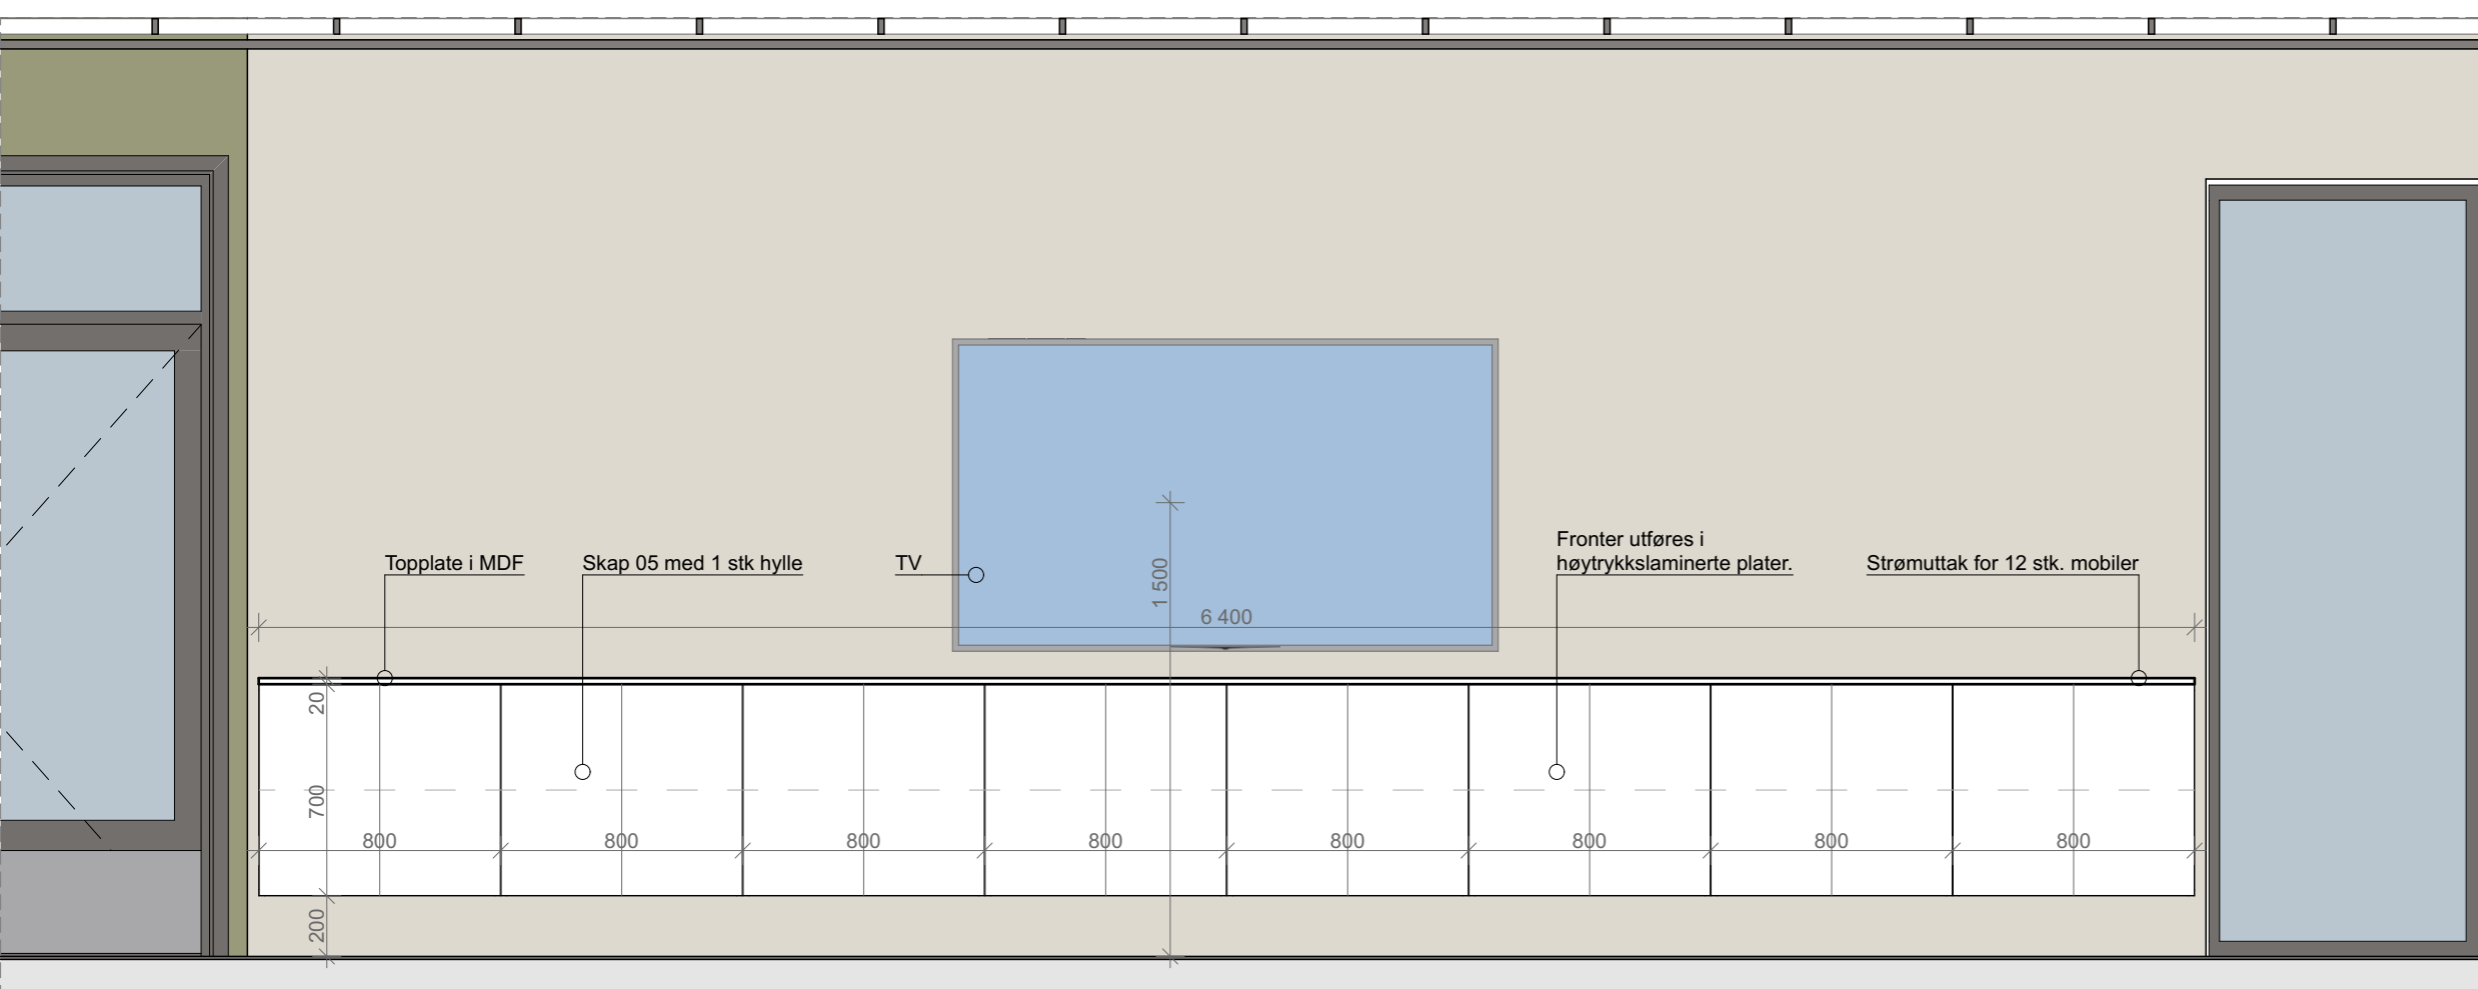 Fronter utføres i
høytrykkslaminerte plater.
Topplate i MDF
Skap 05 med 1 stk hylle
TV
Strømuttak for 12 stk. mobiler
1 500
6 400
20
700
800
800
800
800
800
800
800
800
200